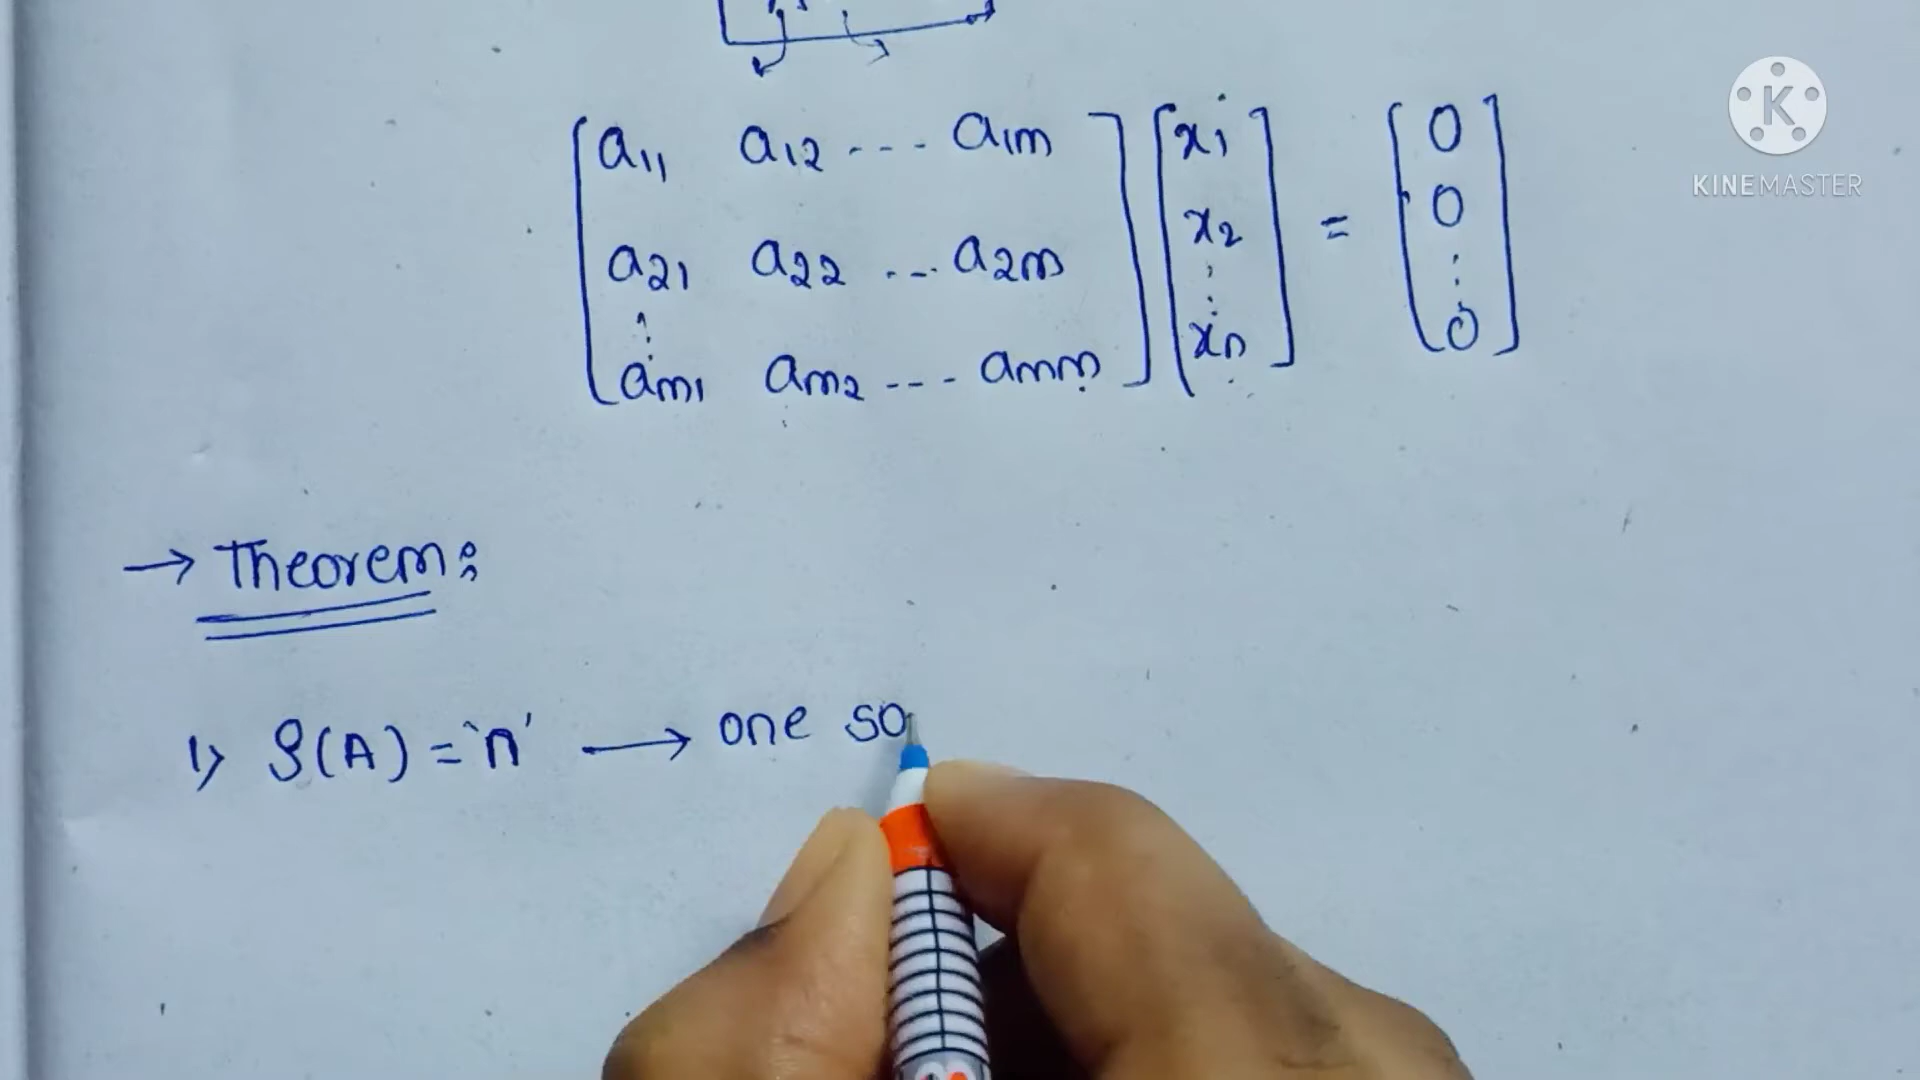 a11 a12 --- a1m x1 0
K
KINEMASTER
a21 a22 --- a2m x2 = 0
am1 am2 --- amm xn 0
→ Theorem:
1) ρ(A) = 'n' → one so